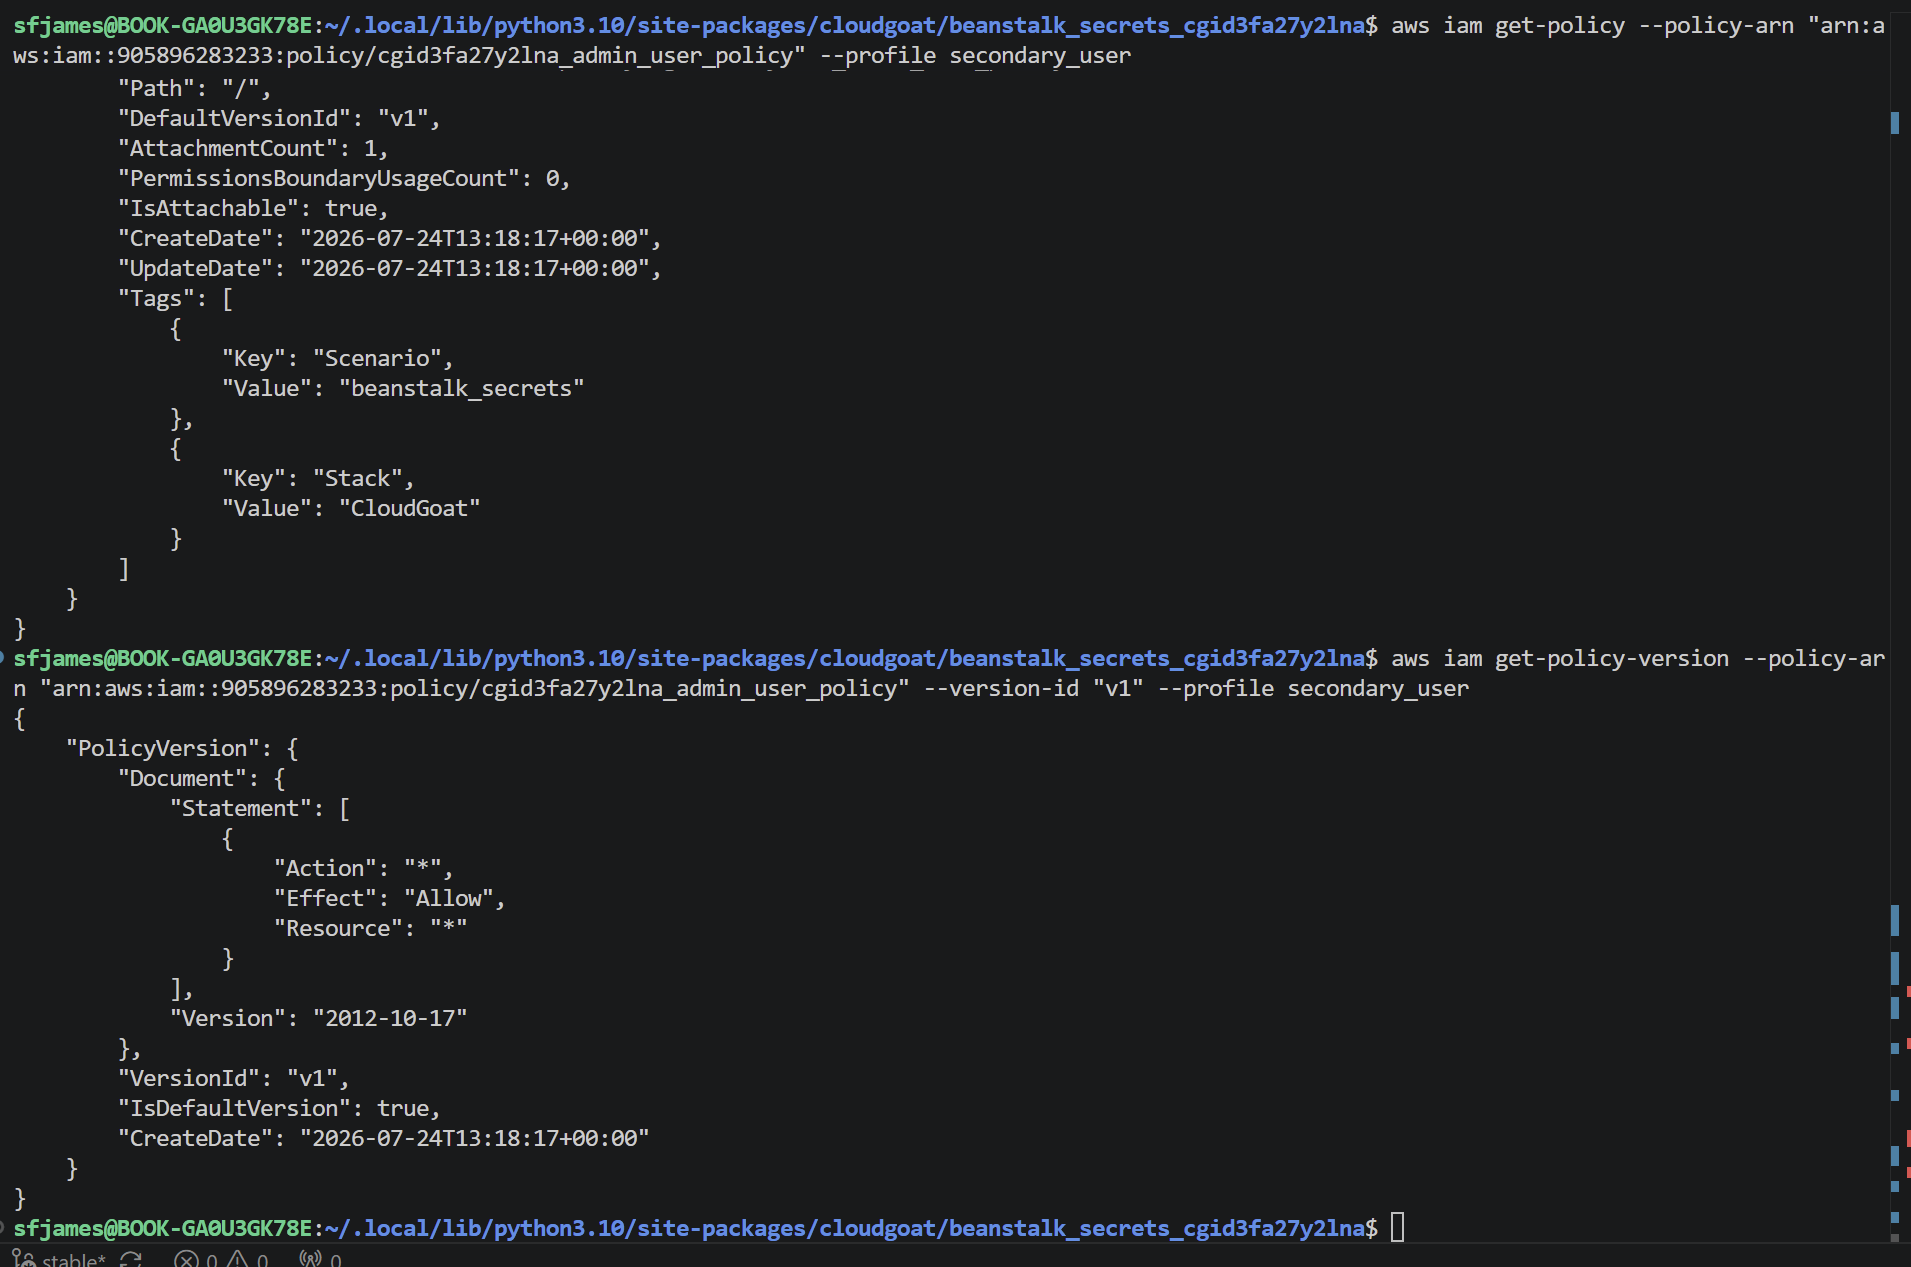 sfjames@BOOK-GA0U3GK78E:~/.local/lib/python3.10/site-packages/cloudgoat/beanstalk_secrets_cgid3fa27y2lna$ aws iam get-policy --policy-arn "arn:a
ws:iam::905896283233:policy/cgid3fa27y2lna_admin_user_policy" --profile secondary_user
        "Path": "/",
        "DefaultVersionId": "v1",
        "AttachmentCount": 1,
        "PermissionsBoundaryUsageCount": 0,
        "IsAttachable": true,
        "CreateDate": "2026-07-24T13:18:17+00:00",
        "UpdateDate": "2026-07-24T13:18:17+00:00",
        "Tags": [
            {
                "Key": "Scenario",
                "Value": "beanstalk_secrets"
            },
            {
                "Key": "Stack",
                "Value": "CloudGoat"
            }
        ]
    }
}
sfjames@BOOK-GA0U3GK78E:~/.local/lib/python3.10/site-packages/cloudgoat/beanstalk_secrets_cgid3fa27y2lna$ aws iam get-policy-version --policy-ar
n "arn:aws:iam::905896283233:policy/cgid3fa27y2lna_admin_user_policy" --version-id "v1" --profile secondary_user
{
    "PolicyVersion": {
        "Document": {
            "Statement": [
                {
                    "Action": "*",
                    "Effect": "Allow",
                    "Resource": "*"
                }
            ],
            "Version": "2012-10-17"
        },
        "VersionId": "v1",
        "IsDefaultVersion": true,
        "CreateDate": "2026-07-24T13:18:17+00:00"
    }
}
sfjames@BOOK-GA0U3GK78E:~/.local/lib/python3.10/site-packages/cloudgoat/beanstalk_secrets_cgid3fa27y2lna$
stable* 0 0 0